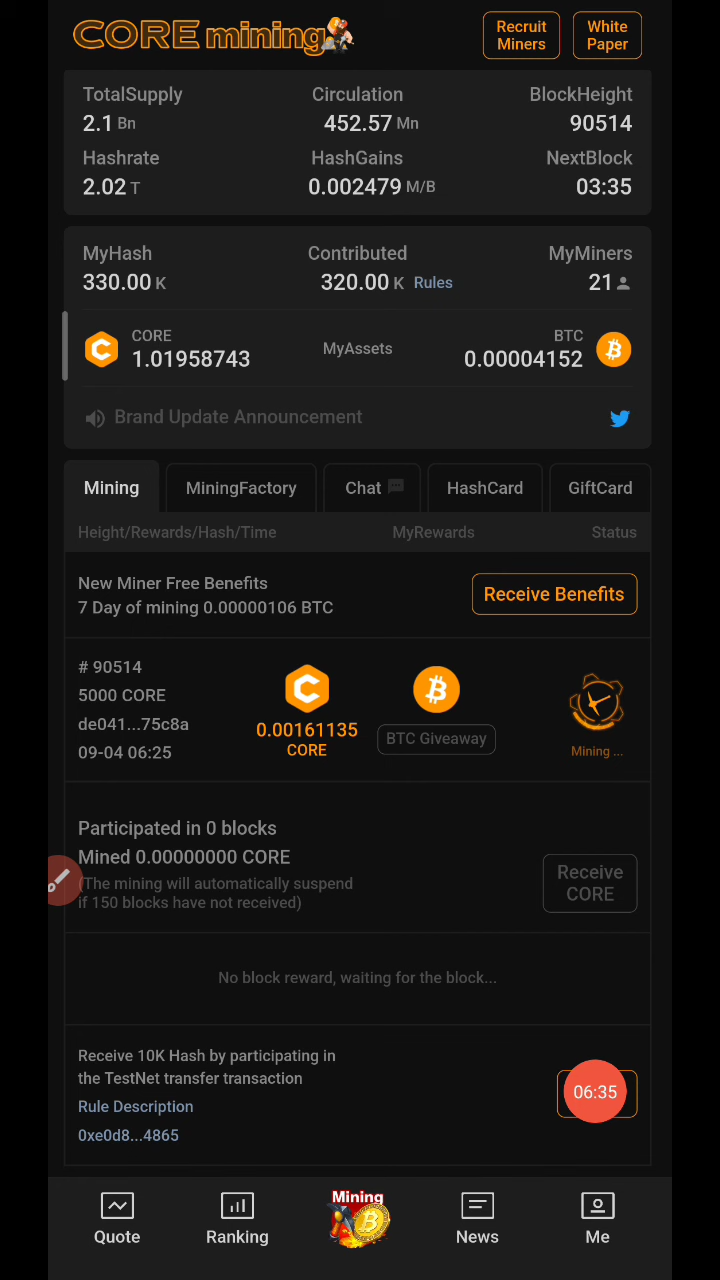 CORE mining
Recruit Miners
White Paper
TotalSupply Circulation BlockHeight
2.1 Bn 452.57 Mn 90514
Hashrate HashGains NextBlock
2.02 T 0.002479 M/B 03:35
MyHash Contributed MyMiners
330.00 K 320.00 K Rules 21
CORE BTC
1.01958743 MyAssets 0.00004152
Brand Update Announcement
Mining MiningFactory Chat HashCard GiftCard
Height/Rewards/Hash/Time MyRewards Status
New Miner Free Benefits
7 Day of mining 0.00000106 BTC
Receive Benefits
# 90514
5000 CORE
de041...75c8a
09-04 06:25
0.00161135
CORE
BTC Giveaway
Mining ...
Participated in 0 blocks
Mined 0.00000000 CORE
(The mining will automatically suspend
if 150 blocks have not received)
Receive
CORE
No block reward, waiting for the block...
Receive 10K Hash by participating in
the TestNet transfer transaction
Rule Description
0xe0d8...4865
06:35
Mining
Quote Ranking News Me